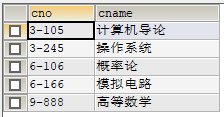 cno cname
3-105 计算机导论
3-245 操作系统
6-106 概率论
6-166 模拟电路
9-888 高等数学